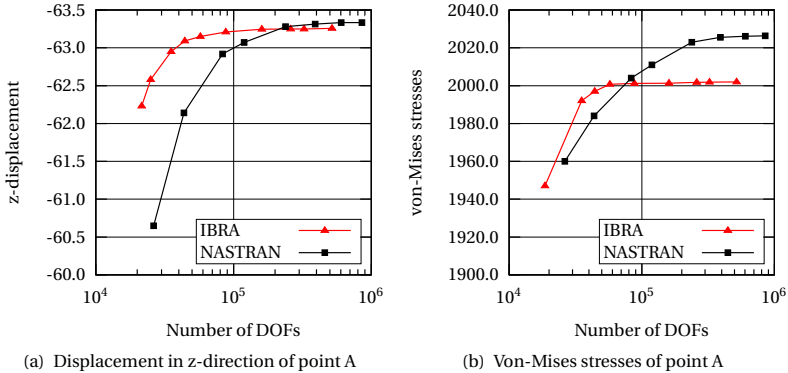 -63.5
-63.0
-62.5
-62.0
-61.5
-61.0
-60.5
-60.0
z-displacement
IBRA
NASTRAN
10^4
10^5
10^6
Number of DOFs
(a) Displacement in z-direction of point A
2040.0
2020.0
2000.0
1980.0
1960.0
1940.0
1920.0
1900.0
von-Mises stresses
IBRA
NASTRAN
10^4
10^5
10^6
Number of DOFs
(b) Von-Mises stresses of point A